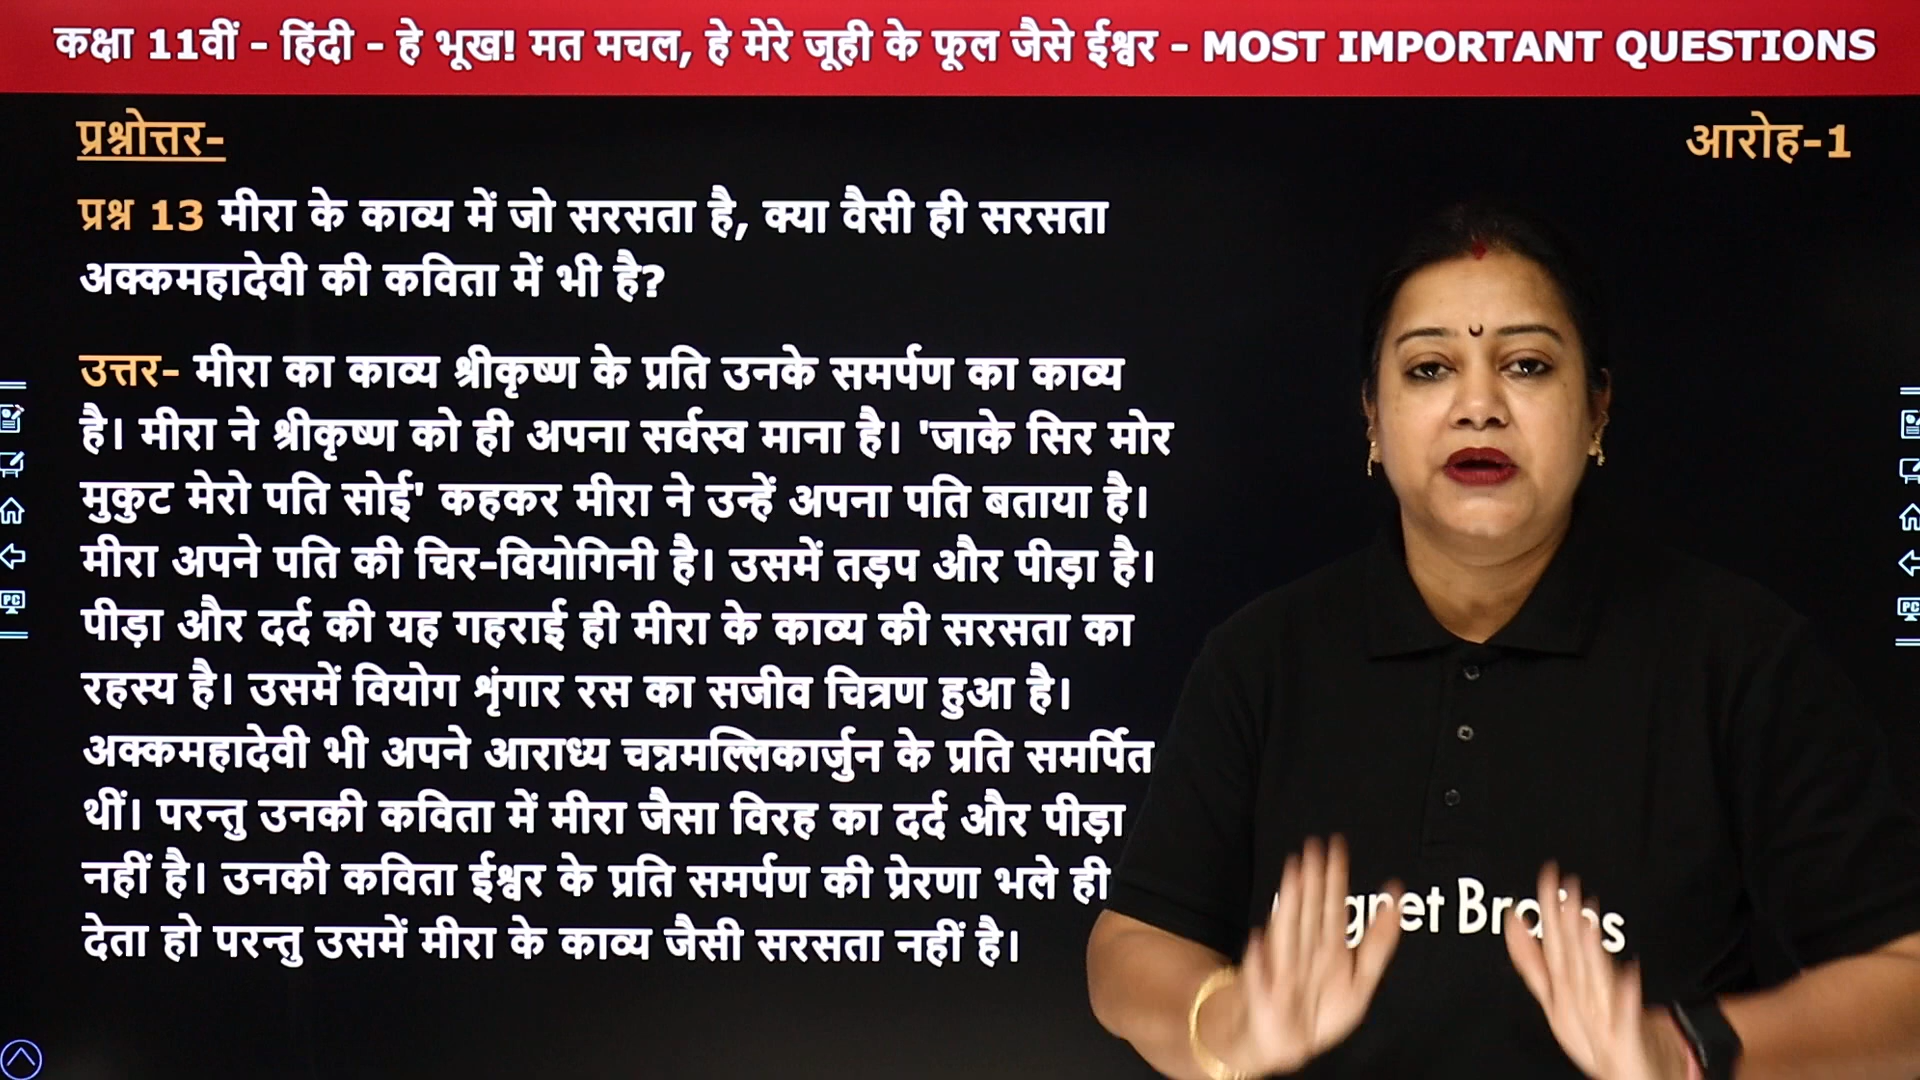 कक्षा 11वीं - हिंदी - हे भूख! मत मचल, हे मेरे जूही के फूल जैसे ईश्वर - MOST IMPORTANT QUESTIONS
प्रश्नोत्तर-
आरोह-1
प्रश्न 13 मीरा के काव्य में जो सरसता है, क्या वैसी ही सरसता
अक्कमहादेवी की कविता में भी है?
उत्तर- मीरा का काव्य श्रीकृष्ण के प्रति उनके समर्पण का काव्य
है। मीरा ने श्रीकृष्ण को ही अपना सर्वस्व माना है। 'जाके सिर मोर
मुकुट मेरो पति सोई' कहकर मीरा ने उन्हें अपना पति बताया है।
मीरा अपने पति की चिर-वियोगिनी है। उसमें तड़प और पीड़ा है।
पीड़ा और दर्द की यह गहराई ही मीरा के काव्य की सरसता का
रहस्य है। उसमें वियोग शृंगार रस का सजीव चित्रण हुआ है।
अक्कमहादेवी भी अपने आराध्य चन्नमल्लिकार्जुन के प्रति समर्पित
थीं। परन्तु उनकी कविता में मीरा जैसा विरह का दर्द और पीड़ा
नहीं है। उनकी कविता ईश्वर के प्रति समर्पण की प्रेरणा भले ही
देता हो परन्तु उसमें मीरा के काव्य जैसी सरसता नहीं है।
PC